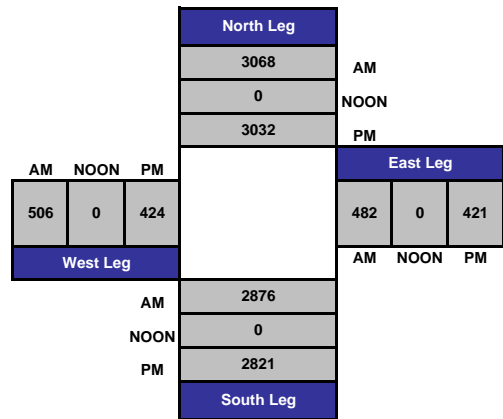 North Leg
3068 AM
0 NOON
3032 PM
AM NOON PM East Leg
506 0 424 482 0 421
West Leg AM NOON PM
AM 2876
NOON 0
PM 2821
South Leg